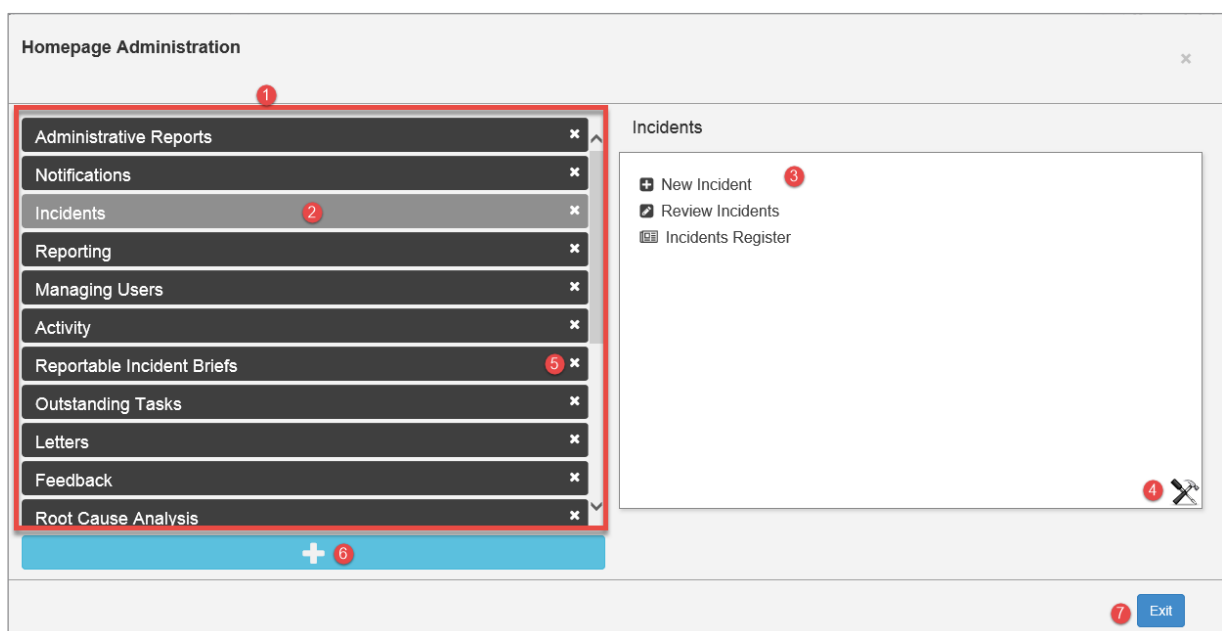 Homepage Administration
×
1
Administrative Reports
Notifications
Incidents 2
Reporting
Managing Users
Activity
Reportable Incident Briefs 5
Outstanding Tasks
Letters
Feedback
Root Cause Analysis
6
Incidents
New Incident 3
Review Incidents
Incidents Register
4
7 Exit